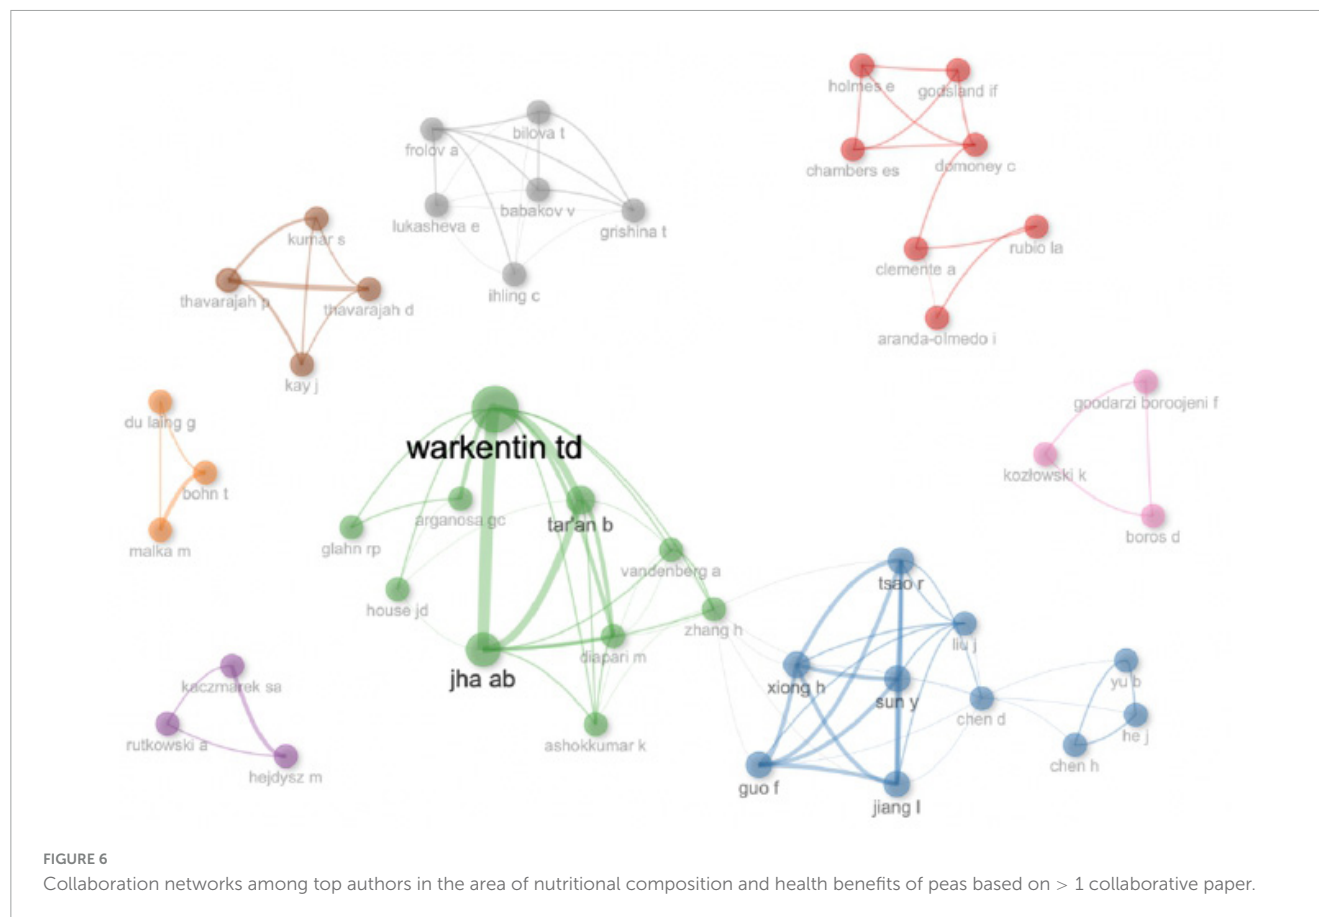 holmes e
godsland if
bilova t
frolov a
chambers es
domoney c
babakov v
lukasheva e
grishina t
kumar s
rubio la
clemente a
ihling c
thavarajah p
thavarajah d
aranda-olmedo i
kay j
goodarzi boroojeni f
du laing g
warkentin td
kozłowski k
bohn t
arganosa gc
tar'an b
boros d
malka m
glahn rp
vandenberg a
tsao r
house jd
zhang h
liu j
diapari m
jha ab
kaczmarek sa
xiong h
yu b
sun y
chen d
he j
rutkowski a
ashokkumar k
chen h
hejdysz m
guo f
jiang l
FIGURE 6
Collaboration networks among top authors in the area of nutritional composition and health benefits of peas based on > 1 collaborative paper.